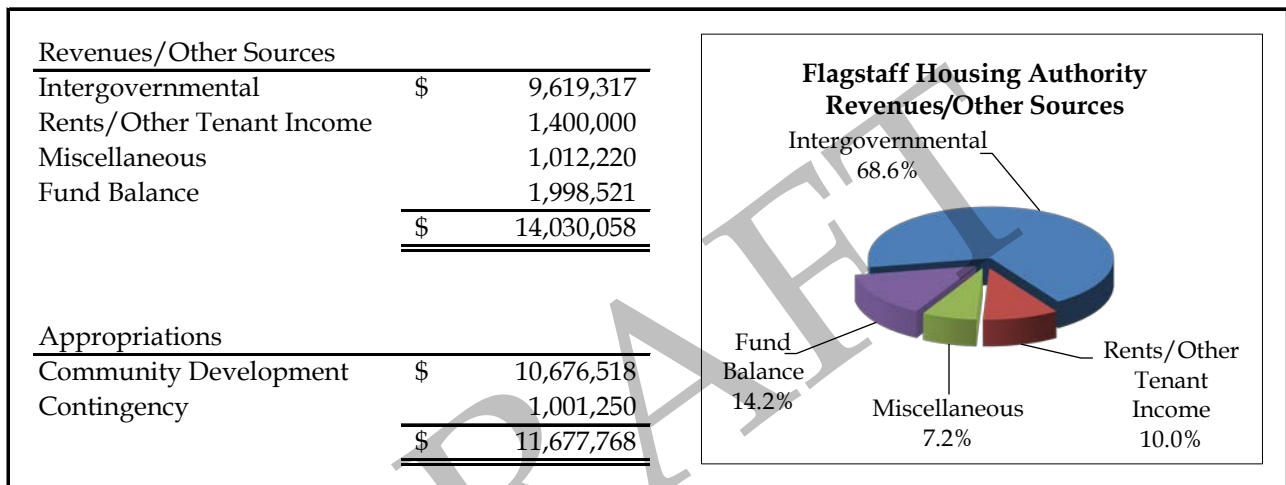 Revenues/Other Sources
Intergovernmental $ 9,619,317
Rents/Other Tenant Income 1,400,000
Miscellaneous 1,012,220
Fund Balance 1,998,521
$ 14,030,058
Appropriations
Community Development $ 10,676,518
Contingency 1,001,250
$ 11,677,768
Flagstaff Housing Authority
Revenues/Other Sources
Intergovernmental
68.6%
Fund
Balance
14.2%
Miscellaneous
7.2%
Rents/Other
Tenant
Income
10.0%
DRAFT